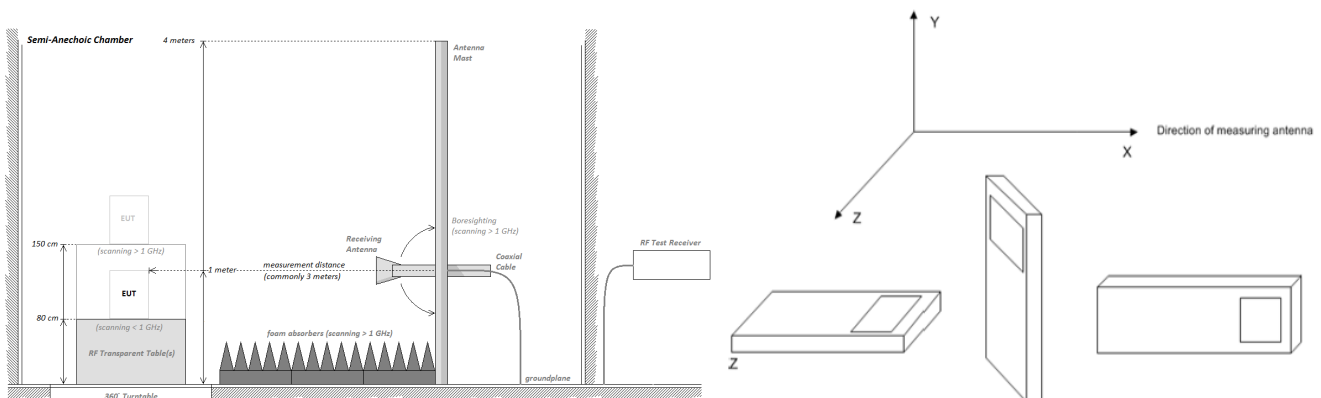 Semi-Anechoic Chamber
4 meters
Antenna
Mast
EUT
150 cm
(scanning > 1 GHz)
Boresighting
(scanning > 1 GHz)
Receiving
Antenna
Coaxial
Cable
RF Test Receiver
1 meter
measurement distance
(commonly 3 meters)
EUT
80 cm
(scanning < 1 GHz)
RF Transparent Table(s)
foam absorbers (scanning > 1 GHz)
groundplane
360° Turntable
Y
Direction of measuring antenna
X
Z
Z